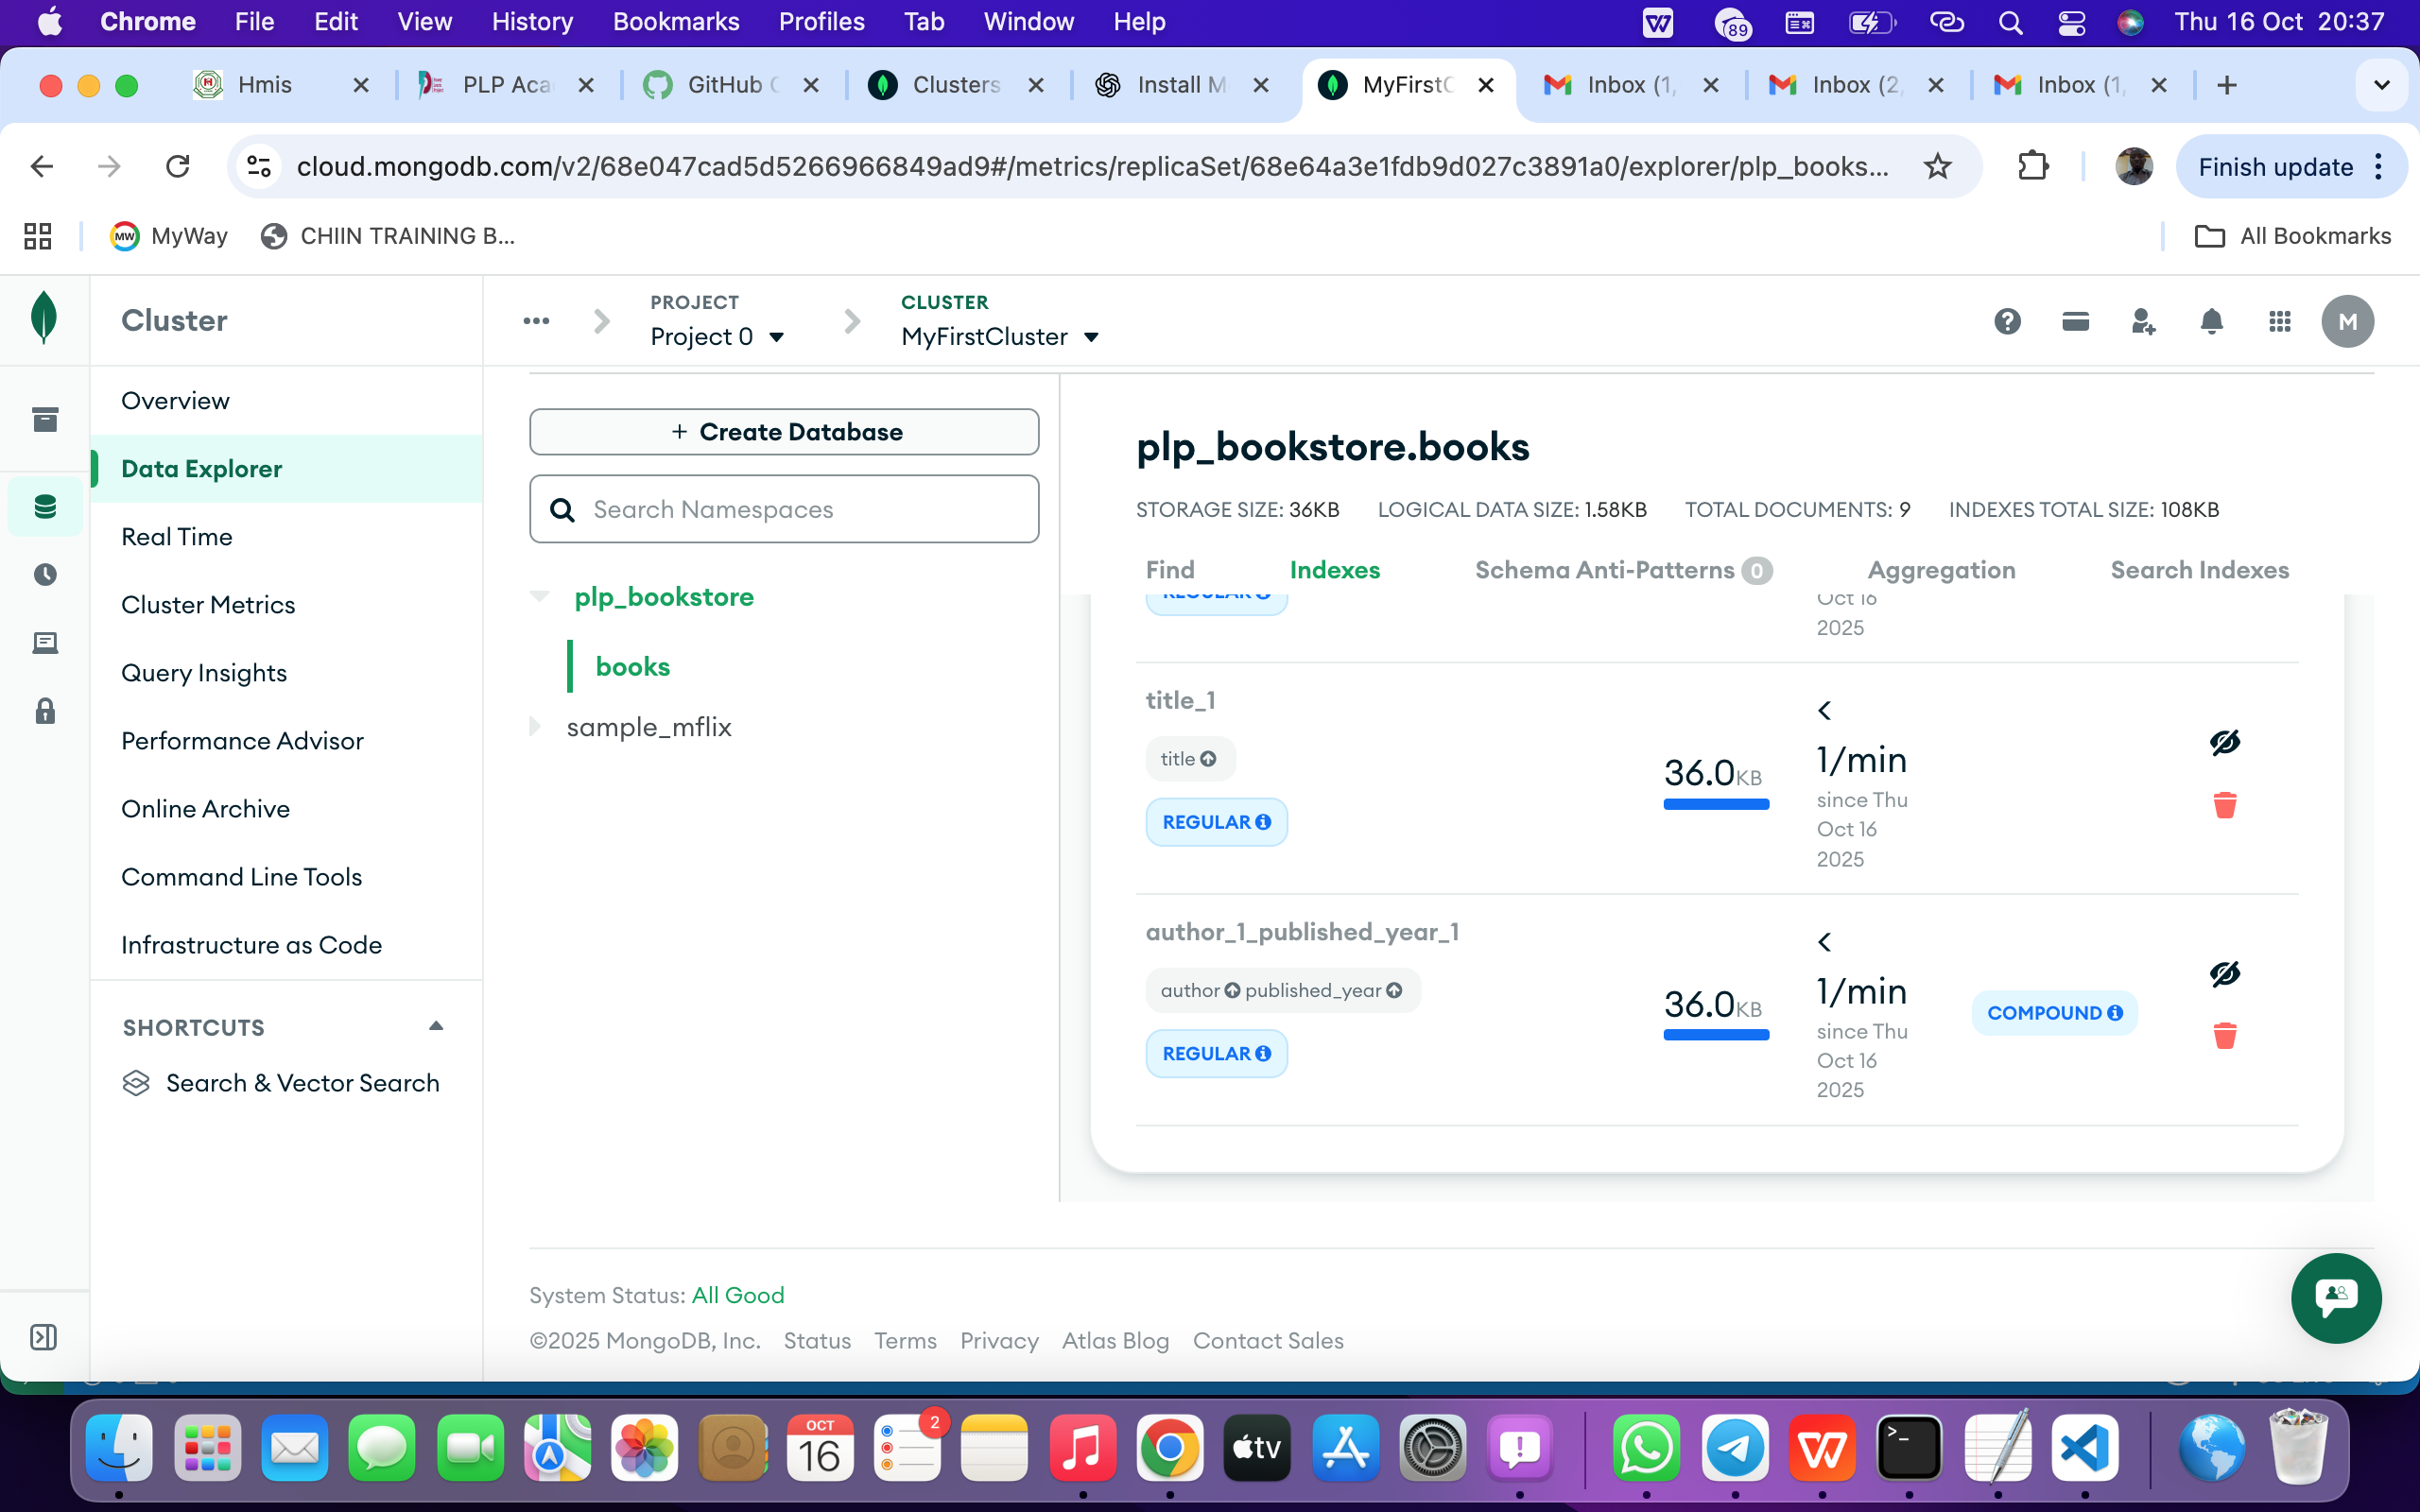 Chrome File Edit View History Bookmarks Profiles Tab Window Help 89 Thu 16 Oct 20:37
Hmis PLP Aca GitHub Clusters Install M MyFirstC Inbox (1, Inbox (2, Inbox (1,
cloud.mongodb.com/v2/68e047cad5d5266966849ad9#/metrics/replicaSet/68e64a3e1fdb9d027c3891a0/explorer/plp_books... Finish update
MW MyWay CHIIN TRAINING B... All Bookmarks
Cluster
... PROJECT
Project 0
CLUSTER
MyFirstCluster
M
Overview
Data Explorer
Real Time
Cluster Metrics
Query Insights
Performance Advisor
Online Archive
Command Line Tools
Infrastructure as Code
SHORTCUTS
Search & Vector Search
+ Create Database
Search Namespaces
plp_bookstore
books
sample_mflix
plp_bookstore.books
STORAGE SIZE: 36KB LOGICAL DATA SIZE: 1.58KB TOTAL DOCUMENTS: 9 INDEXES TOTAL SIZE: 108KB
Find Indexes Schema Anti-Patterns 0 Aggregation Search Indexes
REGULAR
Oct 16
2025
title_1
title
REGULAR
36.0KB
<
1/min
since Thu
Oct 16
2025
author_1_published_year_1
author published_year
REGULAR
36.0KB
<
1/min
since Thu
Oct 16
2025
COMPOUND
System Status: All Good
©2025 MongoDB, Inc. Status Terms Privacy Atlas Blog Contact Sales
OCT
16
2
tv